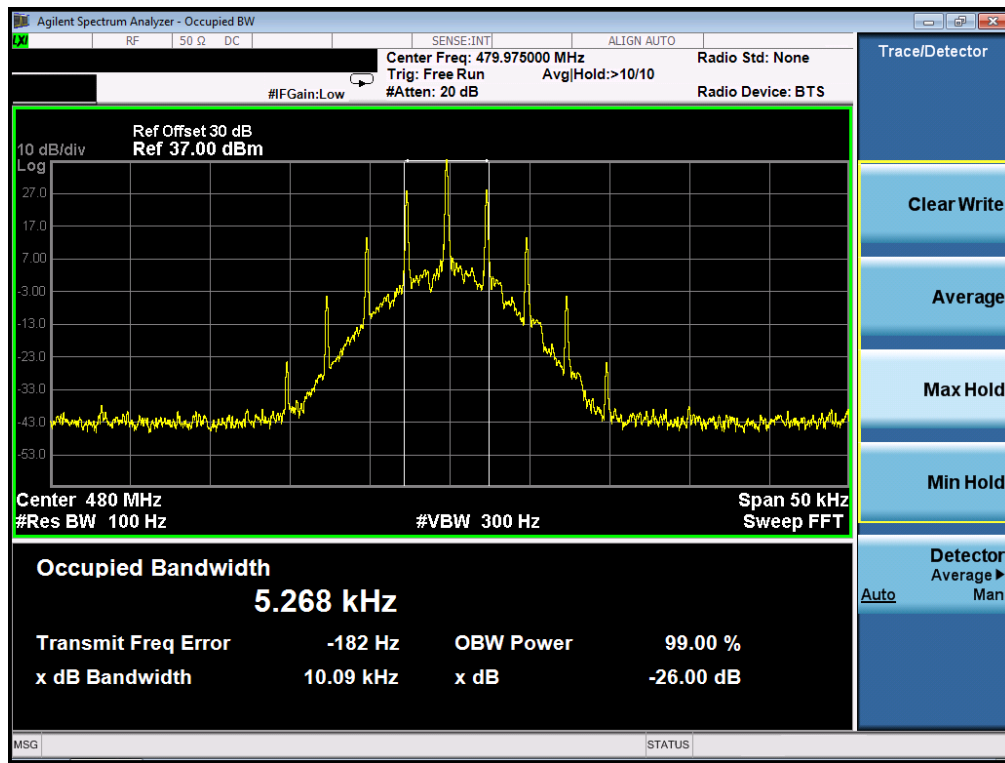 Agilent Spectrum Analyzer - Occupied BW
LXI RF 50 Ω DC SENSE:INT ALIGN AUTO
Center Freq: 479.975000 MHz Radio Std: None
Trig: Free Run Avg|Hold:>10/10
#IFGain:Low #Atten: 20 dB Radio Device: BTS
Ref Offset 30 dB
10 dB/div Ref 37.00 dBm
Log
27.0
17.0
7.00
-3.00
-13.0
-23.0
-33.0
-43.0
-53.0
Center 480 MHz Span 50 kHz
#Res BW 100 Hz #VBW 300 Hz Sweep FFT
Occupied Bandwidth
5.268 kHz
Transmit Freq Error -182 Hz OBW Power 99.00 %
x dB Bandwidth 10.09 kHz x dB -26.00 dB
MSG STATUS
Trace/Detector
Clear Write
Average
Max Hold
Min Hold
Detector
Average▶
Auto Man